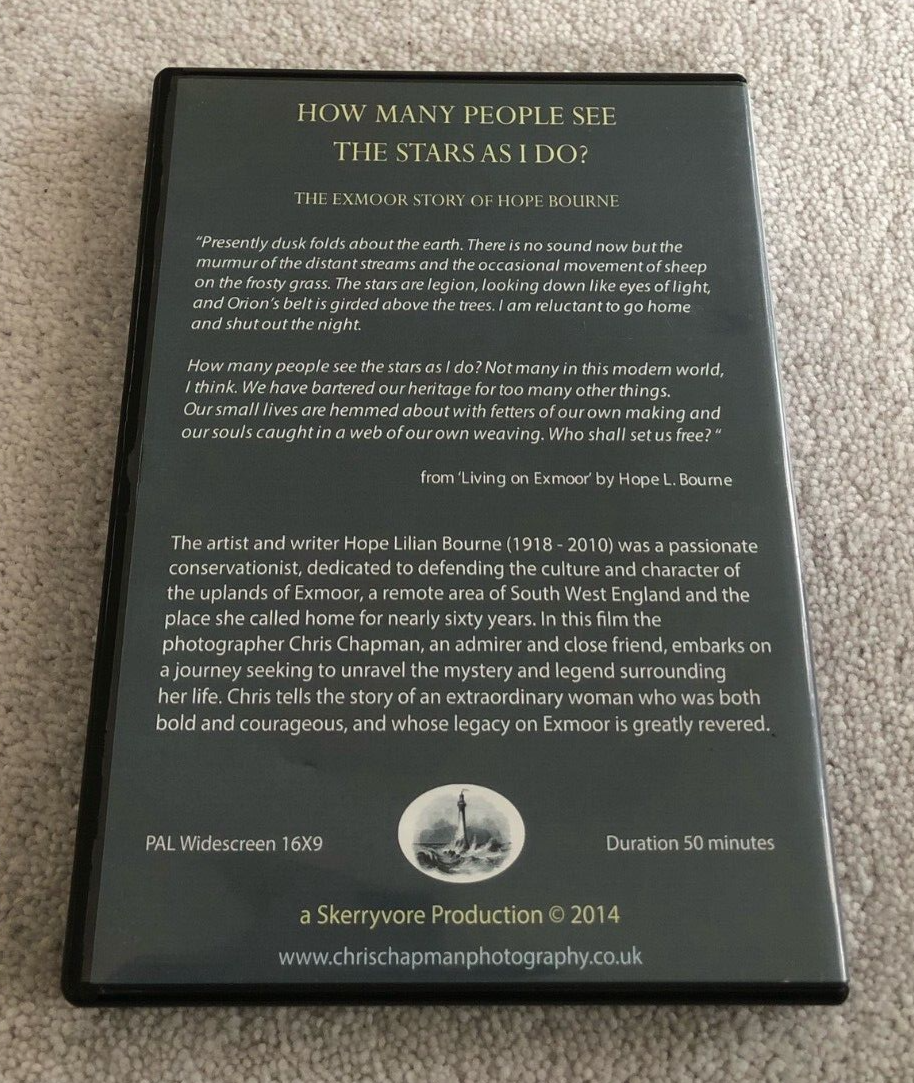 HOW MANY PEOPLE SEE
THE STARS AS I DO?
THE EXMOOR STORY OF HOPE BOURNE
“Presently dusk folds about the earth. There is no sound now but the
murmur of the distant streams and the occasional movement of sheep
on the frosty grass. The stars are legion, looking down like eyes of light,
and Orion's belt is girded above the trees. I am reluctant to go home
and shut out the night.
How many people see the stars as I do? Not many in this modern world,
I think. We have bartered our heritage for too many other things.
Our small lives are hemmed about with fetters of our own making and
our souls caught in a web of our own weaving. Who shall set us free? “
from 'Living on Exmoor' by Hope L. Bourne
The artist and writer Hope Lilian Bourne (1918 - 2010) was a passionate
conservationist, dedicated to defending the culture and character of
the uplands of Exmoor, a remote area of South West England and the
place she called home for nearly sixty years. In this film the
photographer Chris Chapman, an admirer and close friend, embarks on
a journey seeking to unravel the mystery and legend surrounding
her life. Chris tells the story of an extraordinary woman who was both
bold and courageous, and whose legacy on Exmoor is greatly revered.
PAL Widescreen 16X9
Duration 50 minutes
a Skerryvore Production © 2014
www.chrischapmanphotography.co.uk